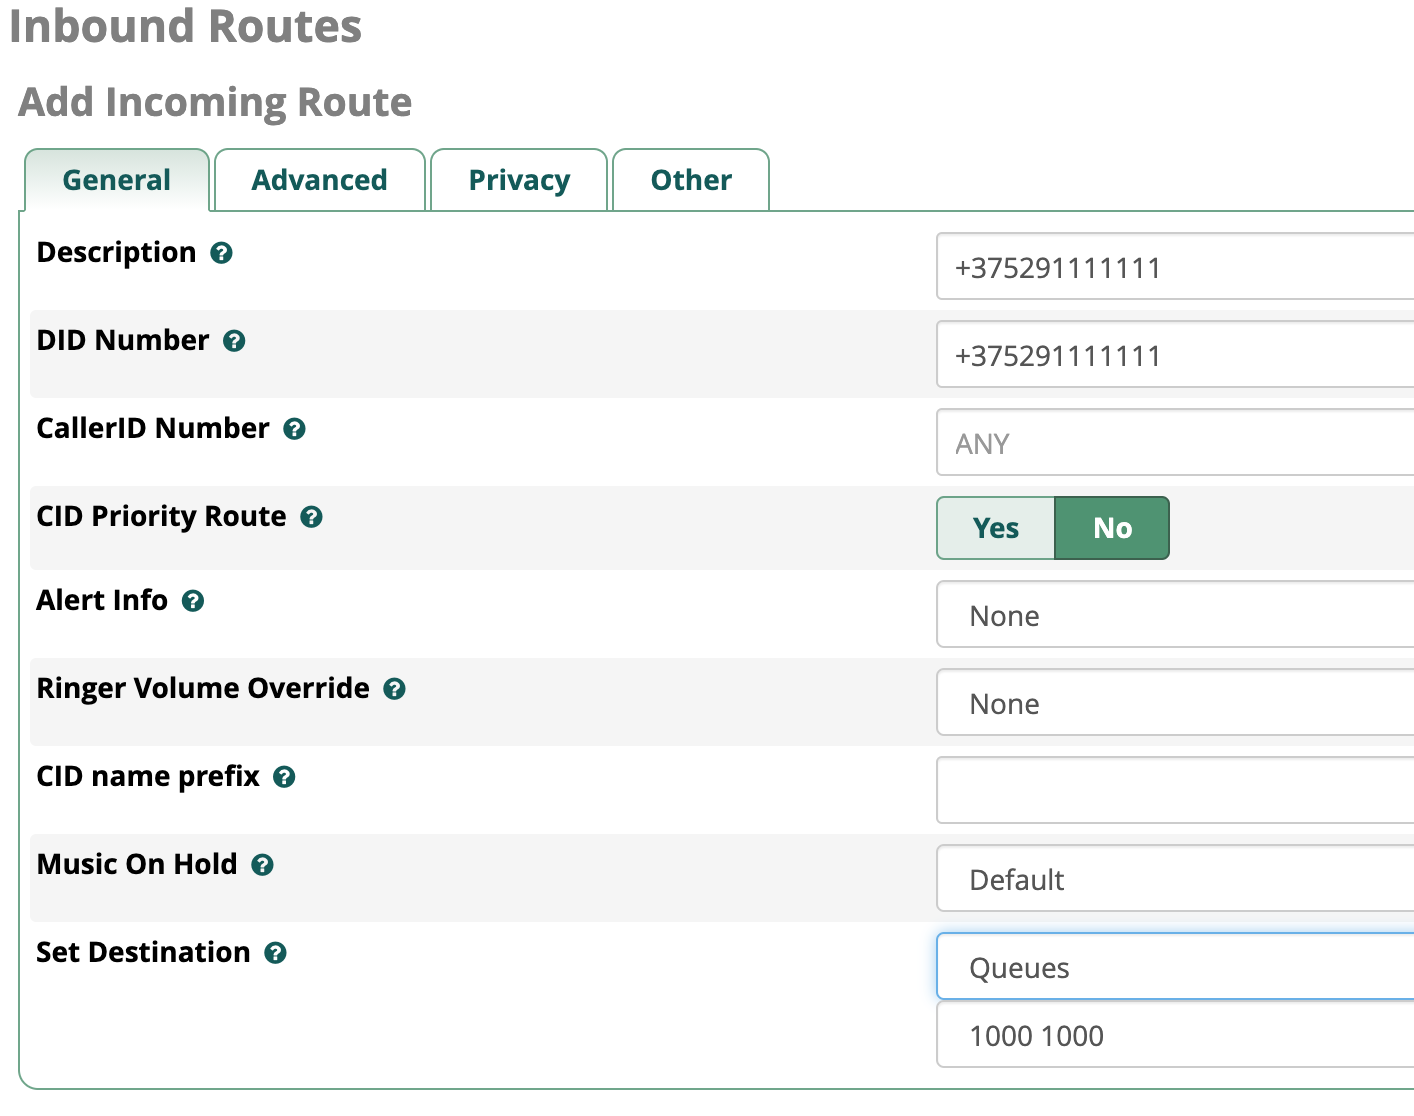 Inbound Routes
Add Incoming Route
General Advanced Privacy Other
Description ? +375291111111
DID Number ? +375291111111
CallerID Number ? ANY
CID Priority Route ? Yes No
Alert Info ? None
Ringer Volume Override ? None
CID name prefix ?
Music On Hold ? Default
Set Destination ? Queues
1000 1000